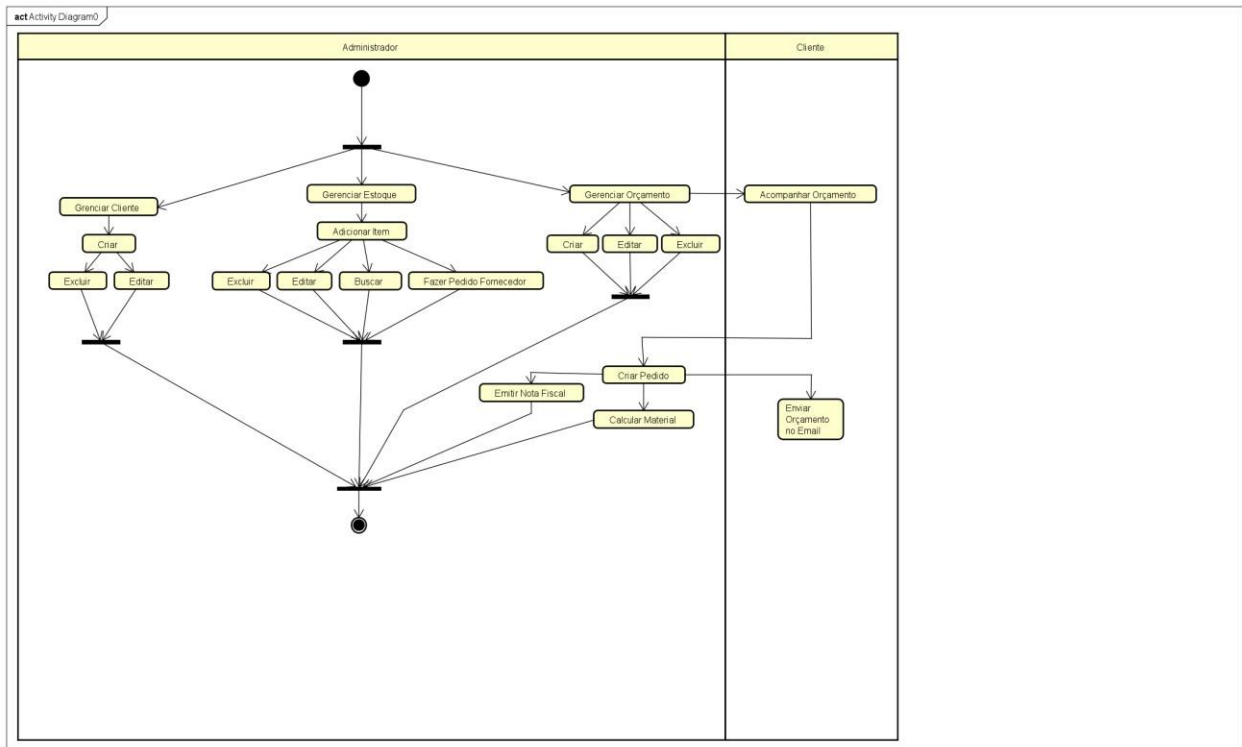 act Activity Diagram0
Administrador
Cliente
Gerenciar Estoque
Gerenciar Orçamento
Acompanhar Orçamento
Grenciar Cliente
Adicionar Item
Criar
Criar
Editar
Excluir
Excluir
Editar
Excluir
Editar
Buscar
Fazer Pedido Fornecedor
Criar Pedido
Emitir Nota Fiscal
Enviar
Orçamento
no Email
Calcular Material